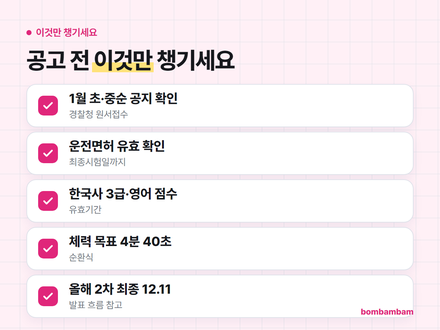 이것만 챙기세요
공고 전 이것만 챙기세요
1월 초·중순 공지 확인
경찰청 원서접수
운전면허 유효 확인
최종시험일까지
한국사 3급·영어 점수
유효기간
체력 목표 4분 40초
순환식
올해 2차 최종 12.11
발표 흐름 참고
bombambam